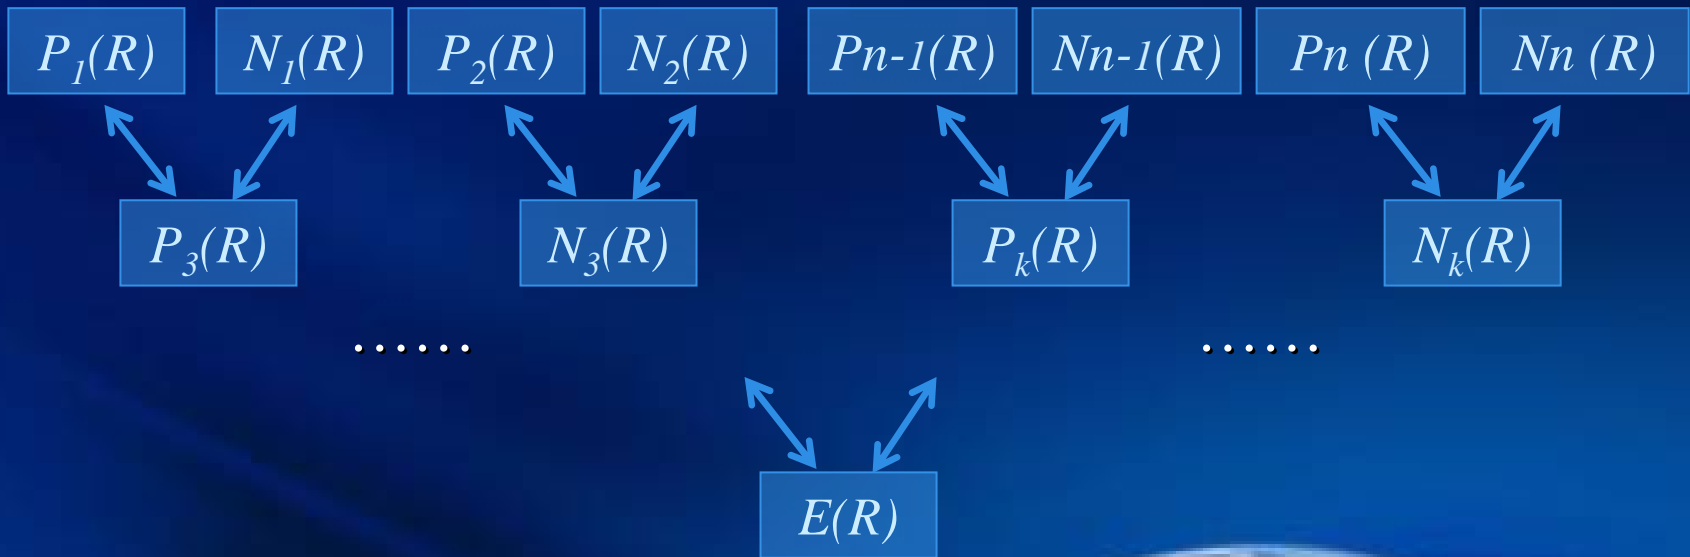 P₁(R) N₁(R) P₂(R) N₂(R) Pn-1(R) Nn-1(R) Pn (R) Nn (R)
P₃(R) N₃(R) Pₖ(R) Nₖ(R)
...... ......
E(R)